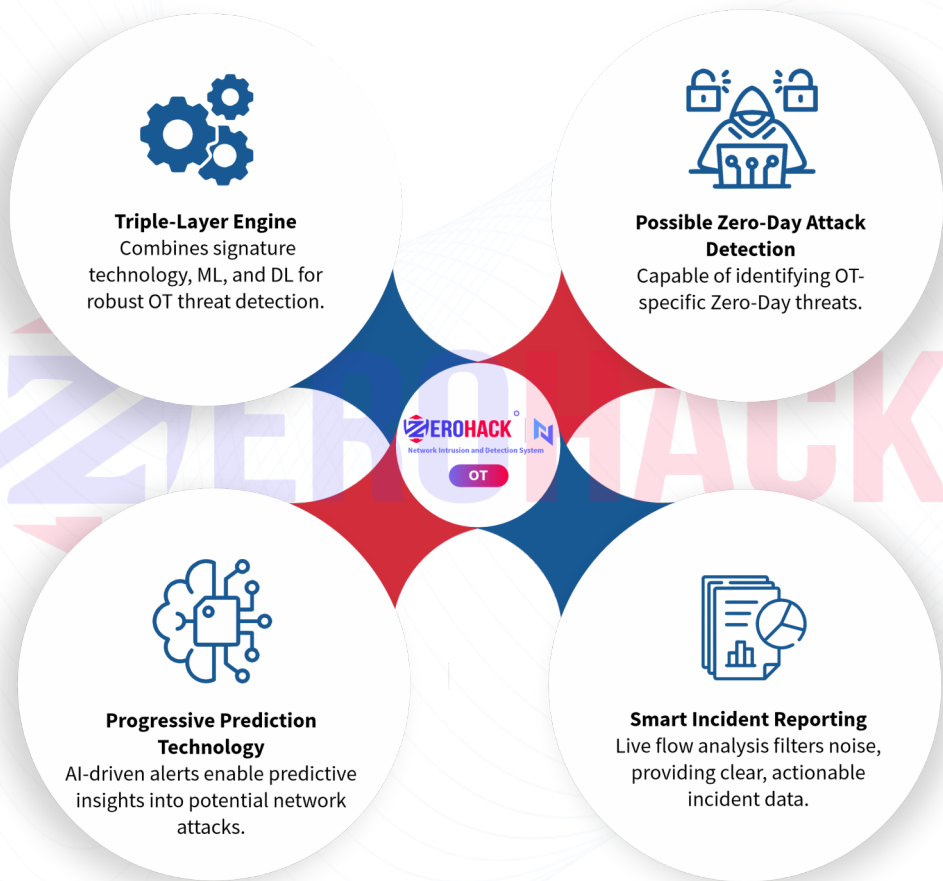 Triple-Layer Engine
Combines signature
technology, ML, and DL for
robust OT threat detection.
Possible Zero-Day Attack
Detection
Capable of identifying OT-
specific Zero-Day threats.
ZEROHACK
ZEROHACK N
Network Intrusion and Detection System
OT
Progressive Prediction
Technology
AI-driven alerts enable predictive
insights into potential network
attacks.
Smart Incident Reporting
Live flow analysis filters noise,
providing clear, actionable
incident data.